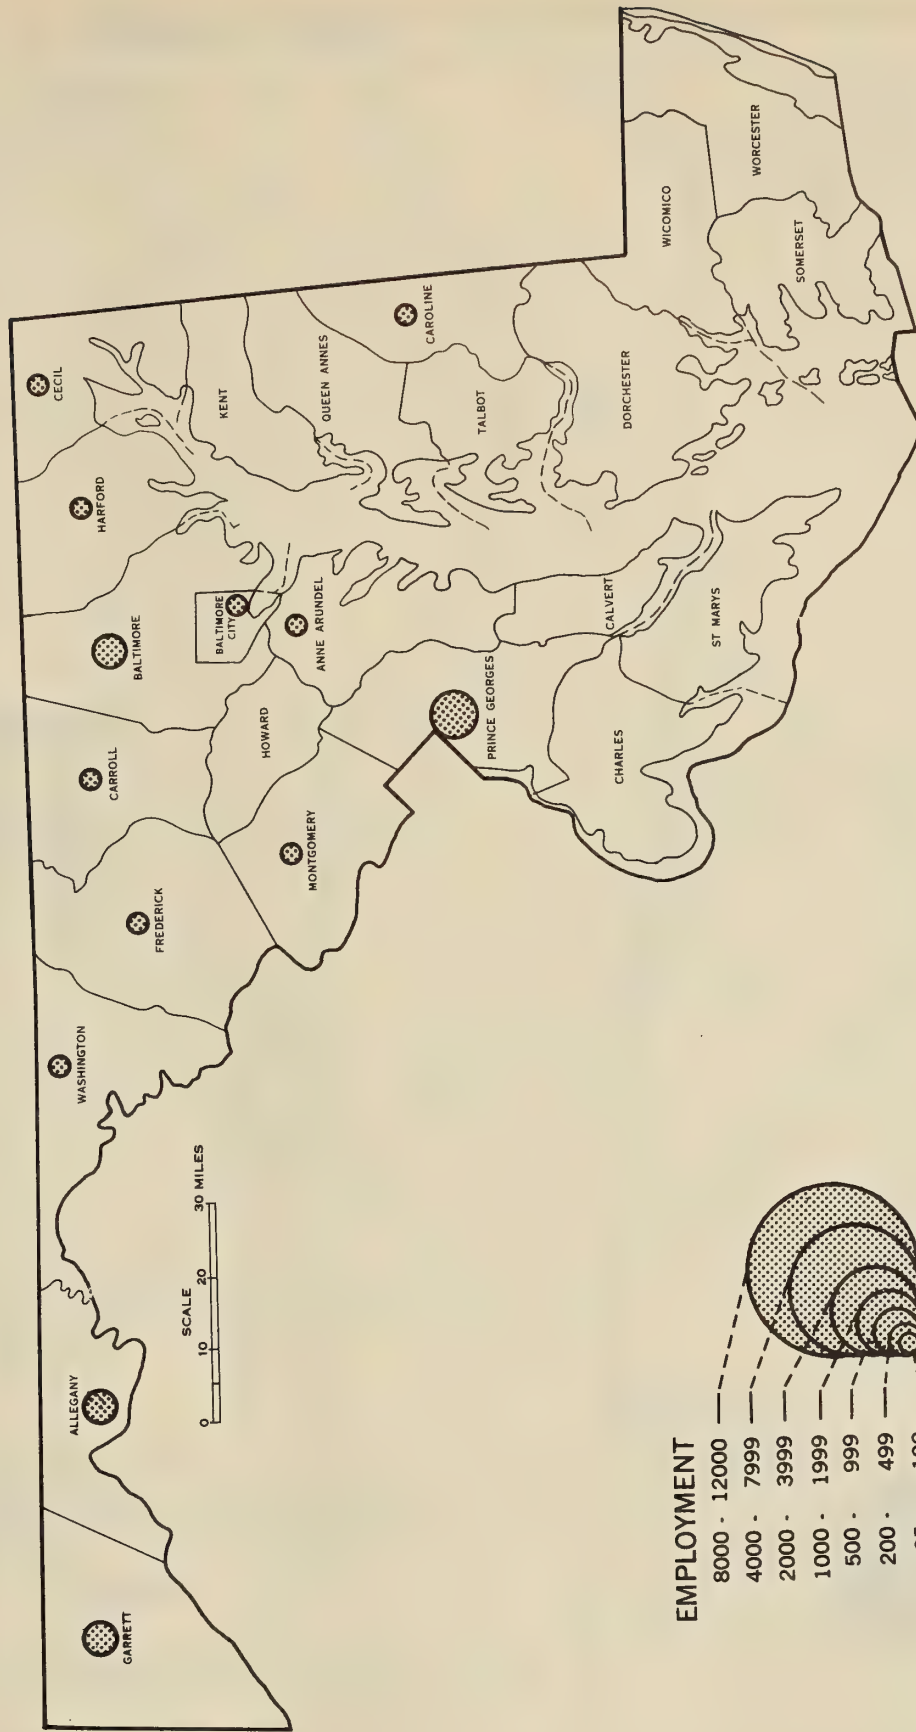 GARRETT
ALLEGANY
WASHINGTON
FREDERICK
CARROLL
BALTIMORE
HARFORD
CECIL
MONTGOMERY
HOWARD
BALTIMORE
CITY
ANNE ARUNDEL
KENT
QUEEN ANNES
CAROLINE
TALBOT
PRINCE GEORGES
CALVERT
CHARLES
ST MARYS
DORCHESTER
WICOMICO
WORCESTER
SOMERSET
SCALE
0 10 20 30 MILES
EMPLOYMENT
8000 - 12000
4000 - 7999
2000 - 3999
1000 - 1999
500 - 999
200 - 499